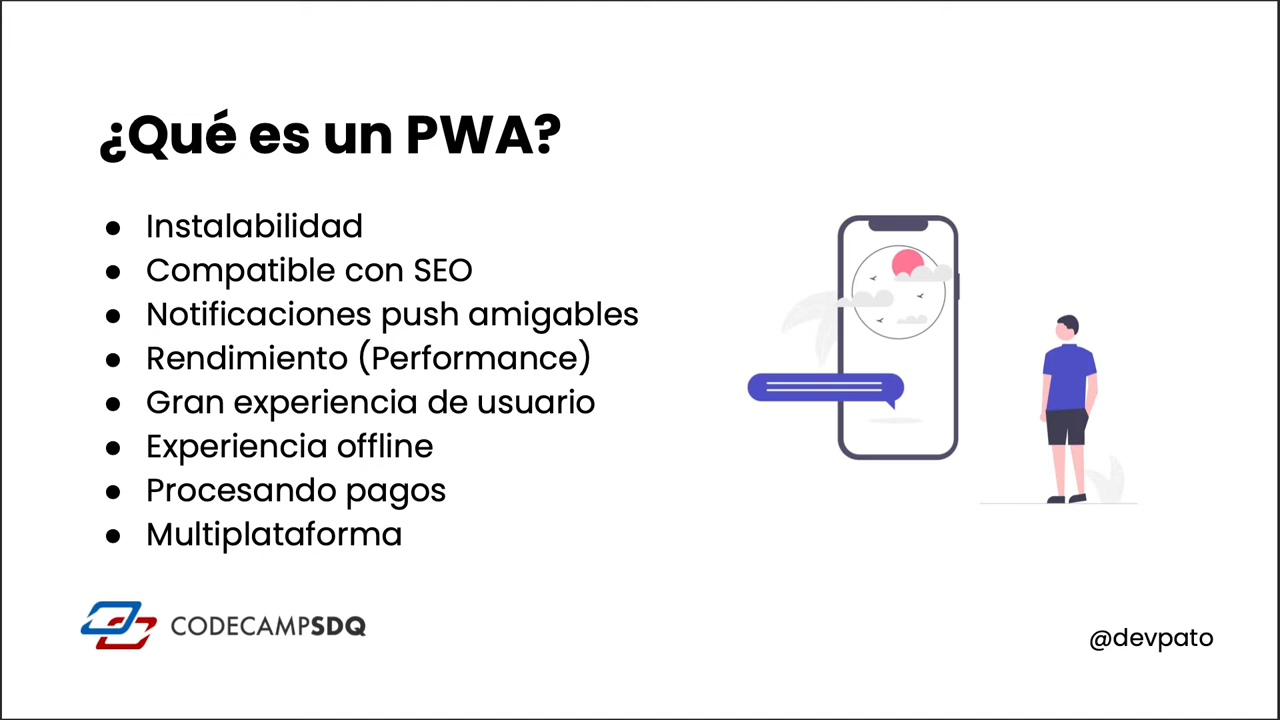 ¿Qué es un PWA?
● Instalabilidad
● Compatible con SEO
● Notificaciones push amigables
● Rendimiento (Performance)
● Gran experiencia de usuario
● Experiencia offline
● Procesando pagos
● Multiplataforma
CODECAMPSDQ
@devpato